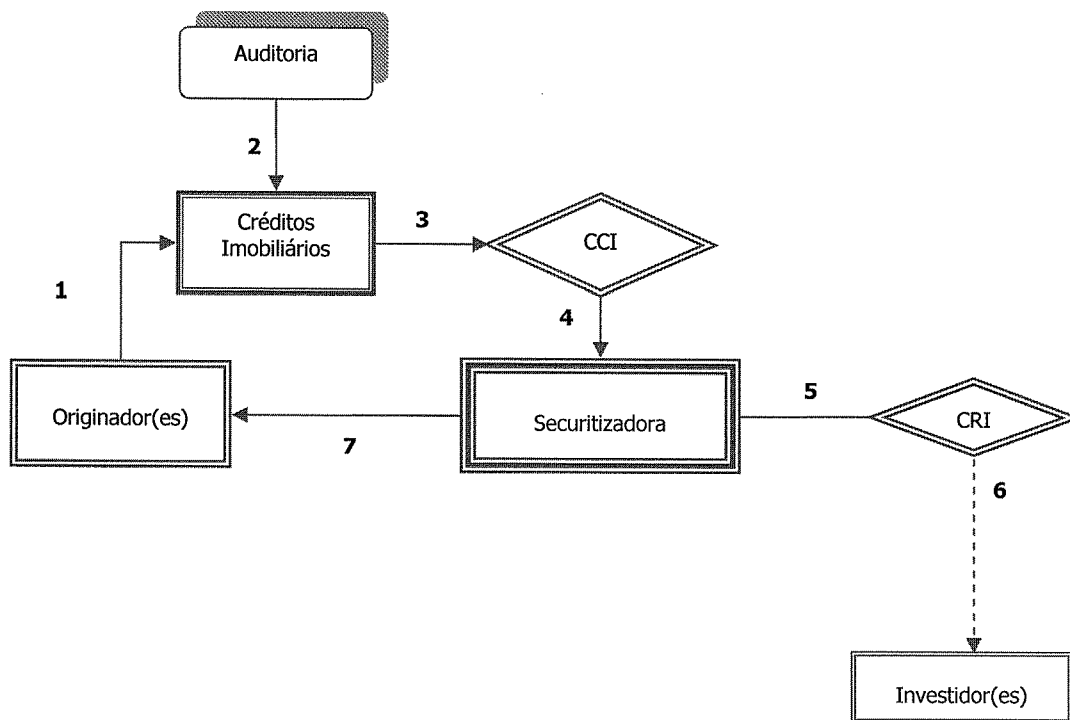 Auditoria
2
Créditos
Imobiliários
3
CCI
1
4
Originador(es)
7
Securitizadora
5
CRI
6
Investidor(es)